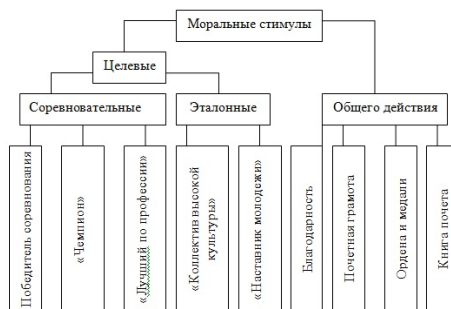 Моральные стимулы
Целевые
Соревновательные
Эталонные
Общего действия
Победитель соревнования
«Чемпион»
«Лучший по профессии»
«Коллектив высокой
культуры»
«Наставник молодежи»
Благодарность
Почетная грамота
Ордена и медали
Книга почета